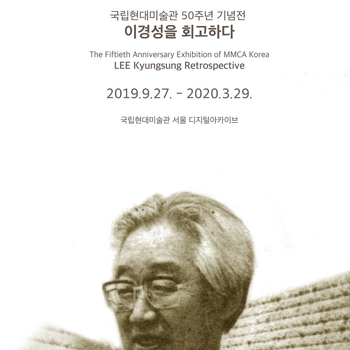 국립현대미술관 50주년 기념전
이경성을 회고하다
The Fiftieth Anniversary Exhibition of MMCA Korea
LEE Kyungsung Retrospective
2019.9.27. - 2020.3.29.
국립현대미술관 서울 디지털아카이브